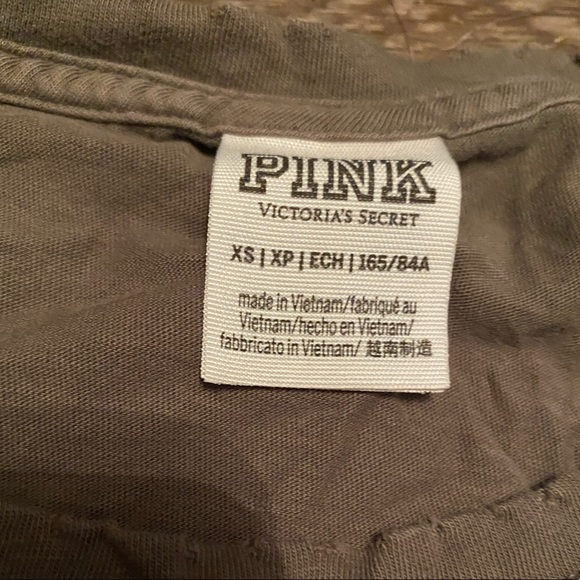 PINK
VICTORIA'S SECRET
XS | XP | ECH | 165/84A
made in Vietnam/fabriqué au
Vietnam/hecho en Vietnam/
fabbricato in Vietnam/ 越南制造